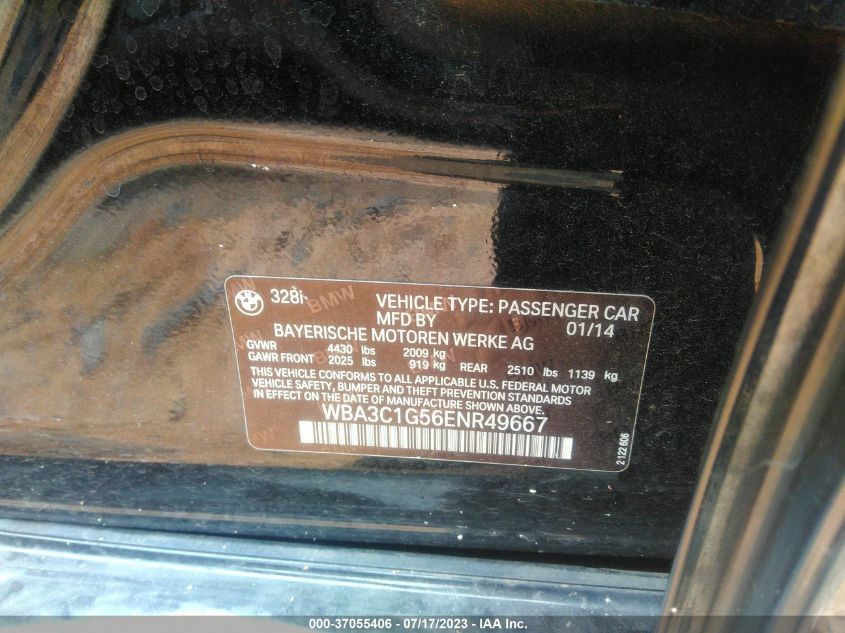 328i
VEHICLE TYPE: PASSENGER CAR
MFD BY 01/14
BAYERISCHE MOTOREN WERKE AG
GVWR 4430 lbs 2009 kg
GAWR FRONT 2025 lbs 919 kg REAR 2510 lbs 1139 kg
THIS VEHICLE CONFORMS TO ALL APPLICABLE U.S. FEDERAL MOTOR
VEHICLE SAFETY, BUMPER AND THEFT PREVENTION STANDARDS
IN EFFECT ON THE DATE OF MANUFACTURE SHOWN ABOVE.
WBA3C1G56ENR49667
2 122 606
BMW
000-37055406 - 07/17/2023 - IAA Inc.